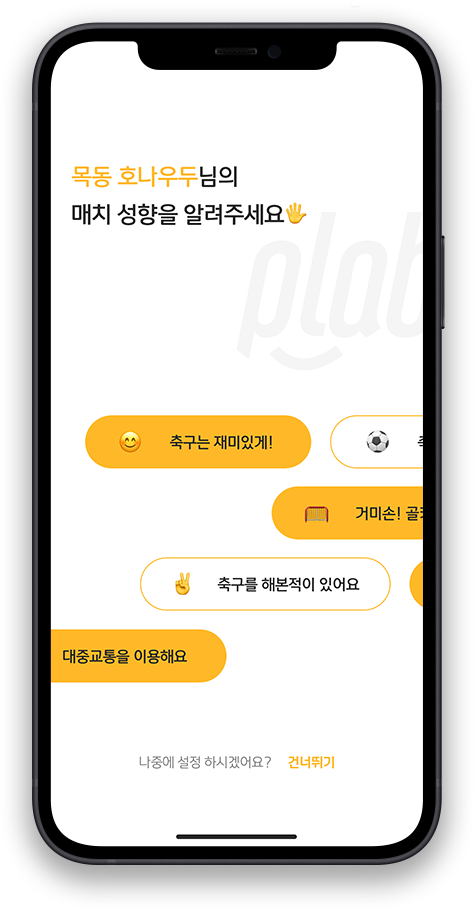 목동 호나우두님의
매치 성향을 알려주세요🖐
plab
축구는 재미있게!
거미손! 골
축구를 해본적이 있어요
대중교통을 이용해요
나중에 설정 하시겠어요? 건너뛰기